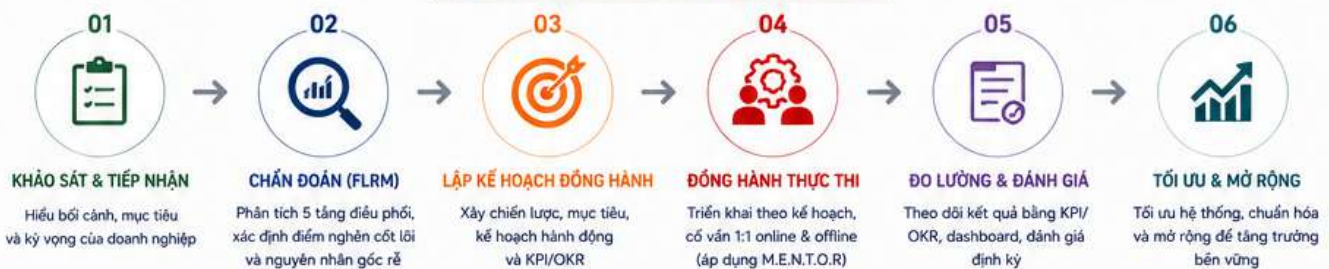 01
KHẢO SÁT & TIẾP NHẬN
Hiểu bối cảnh, mục tiêu
và kỳ vọng của doanh nghiệp
02
CHẨN ĐOÁN (FLRM)
Phân tích 5 tầng điều phối,
xác định điểm nghẽn cốt lõi
và nguyên nhân gốc rễ
03
LẬP KẾ HOẠCH ĐỒNG HÀNH
Xây chiến lược, mục tiêu,
kế hoạch hành động
và KPI/OKR
04
ĐỒNG HÀNH THỰC THI
Triển khai theo kế hoạch,
cố vấn 1:1 online & offline
(áp dụng M.E.N.T.O.R)
05
ĐO LƯỜNG & ĐÁNH GIÁ
Theo dõi kết quả bằng KPI/
OKR, dashboard, đánh giá
định kỳ
06
TỐI ƯU & MỞ RỘNG
Tối ưu hệ thống, chuẩn hóa
và mở rộng để tăng trưởng
bền vững